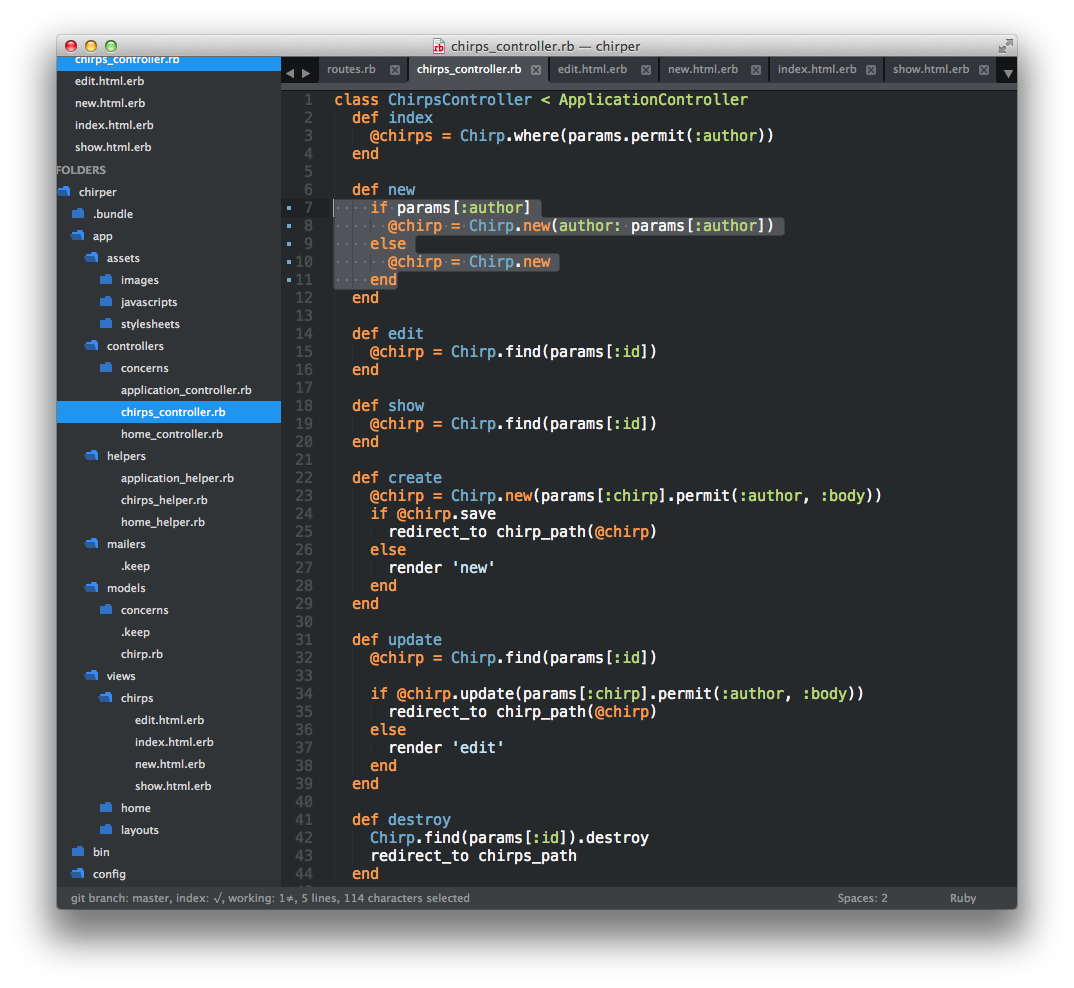 chirps_controller.rb — chirper
chirps_controller.rb
edit.html.erb
new.html.erb
index.html.erb
show.html.erb
FOLDERS
chirper
.bundle
app
assets
images
javascripts
stylesheets
controllers
concerns
application_controller.rb
chirps_controller.rb
home_controller.rb
helpers
application_helper.rb
chirps_helper.rb
home_helper.rb
mailers
.keep
models
concerns
.keep
chirp.rb
views
chirps
edit.html.erb
index.html.erb
new.html.erb
show.html.erb
home
layouts
bin
config
routes.rb chirps_controller.rb edit.html.erb new.html.erb index.html.erb show.html.erb
1 class ChirpsController < ApplicationController
2   def index
3     @chirps = Chirp.where(params.permit(:author))
4   end
5
6   def new
7     if params[:author]
8       @chirp = Chirp.new(author: params[:author])
9     else
10       @chirp = Chirp.new
11     end
12   end
13
14   def edit
15     @chirp = Chirp.find(params[:id])
16   end
17
18   def show
19     @chirp = Chirp.find(params[:id])
20   end
21
22   def create
23     @chirp = Chirp.new(params[:chirp].permit(:author, :body))
24     if @chirp.save
25       redirect_to chirp_path(@chirp)
26     else
27       render 'new'
28     end
29   end
30
31   def update
32     @chirp = Chirp.find(params[:id])
33
34     if @chirp.update(params[:chirp].permit(:author, :body))
35       redirect_to chirp_path(@chirp)
36     else
37       render 'edit'
38     end
39   end
40
41   def destroy
42     Chirp.find(params[:id]).destroy
43     redirect_to chirps_path
44   end
git branch: master, index: √, working: 1≠, 5 lines, 114 characters selected Spaces: 2 Ruby